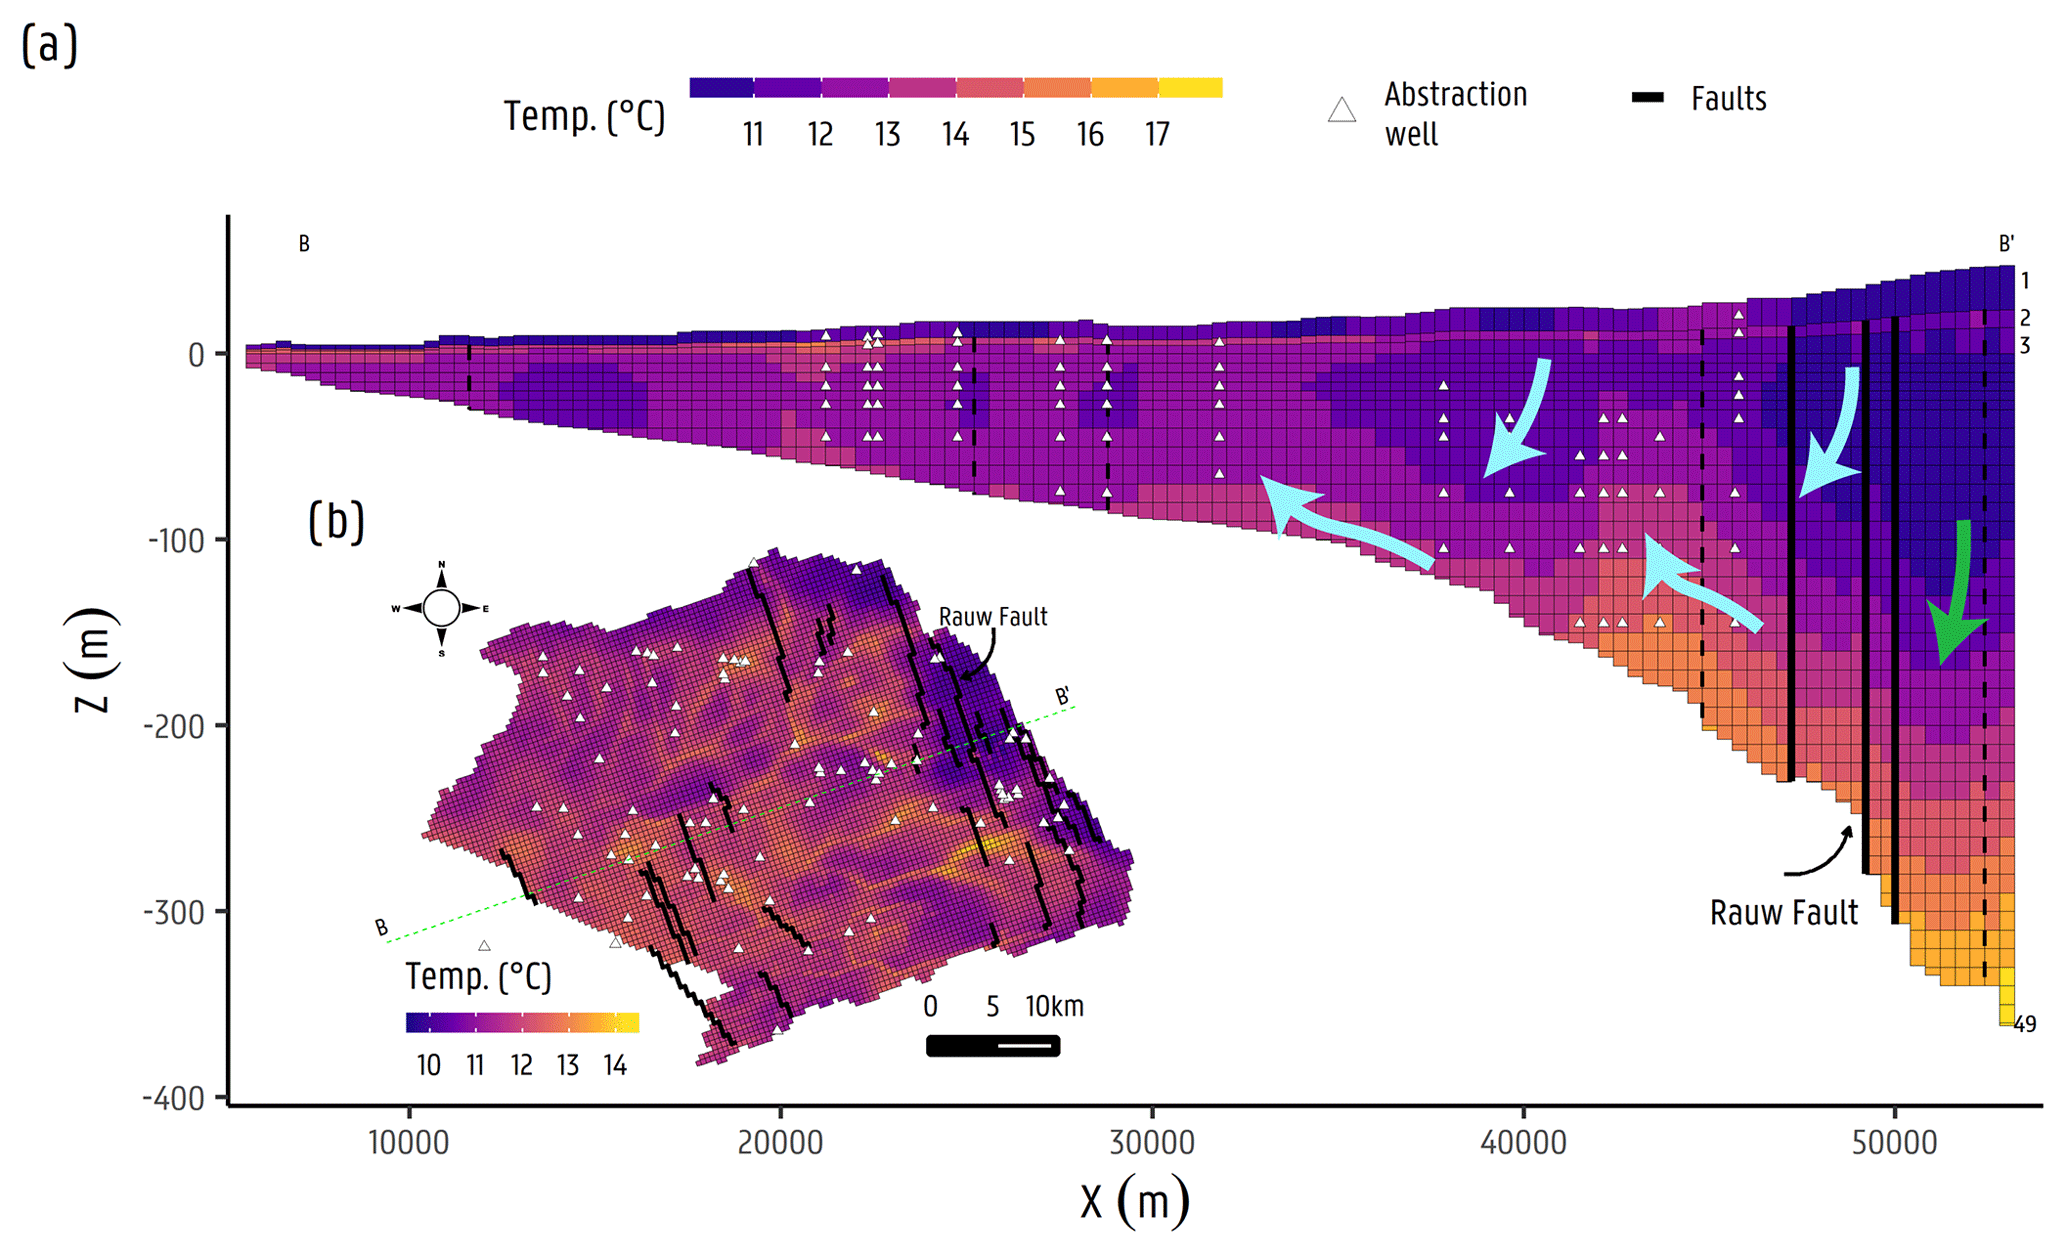 (a)
Temp. (°C)
11 12 13 14 15 16 17
Abstraction
well
Faults
B
B'
1
2
3
49
0
-100
-200
-300
-400
Z (m)
10000 20000 30000 40000 50000
X (m)
Rauw Fault
(b)
N
W E
S
Rauw Fault
B'
B
Temp. (°C)
10 11 12 13 14
0 5 10km